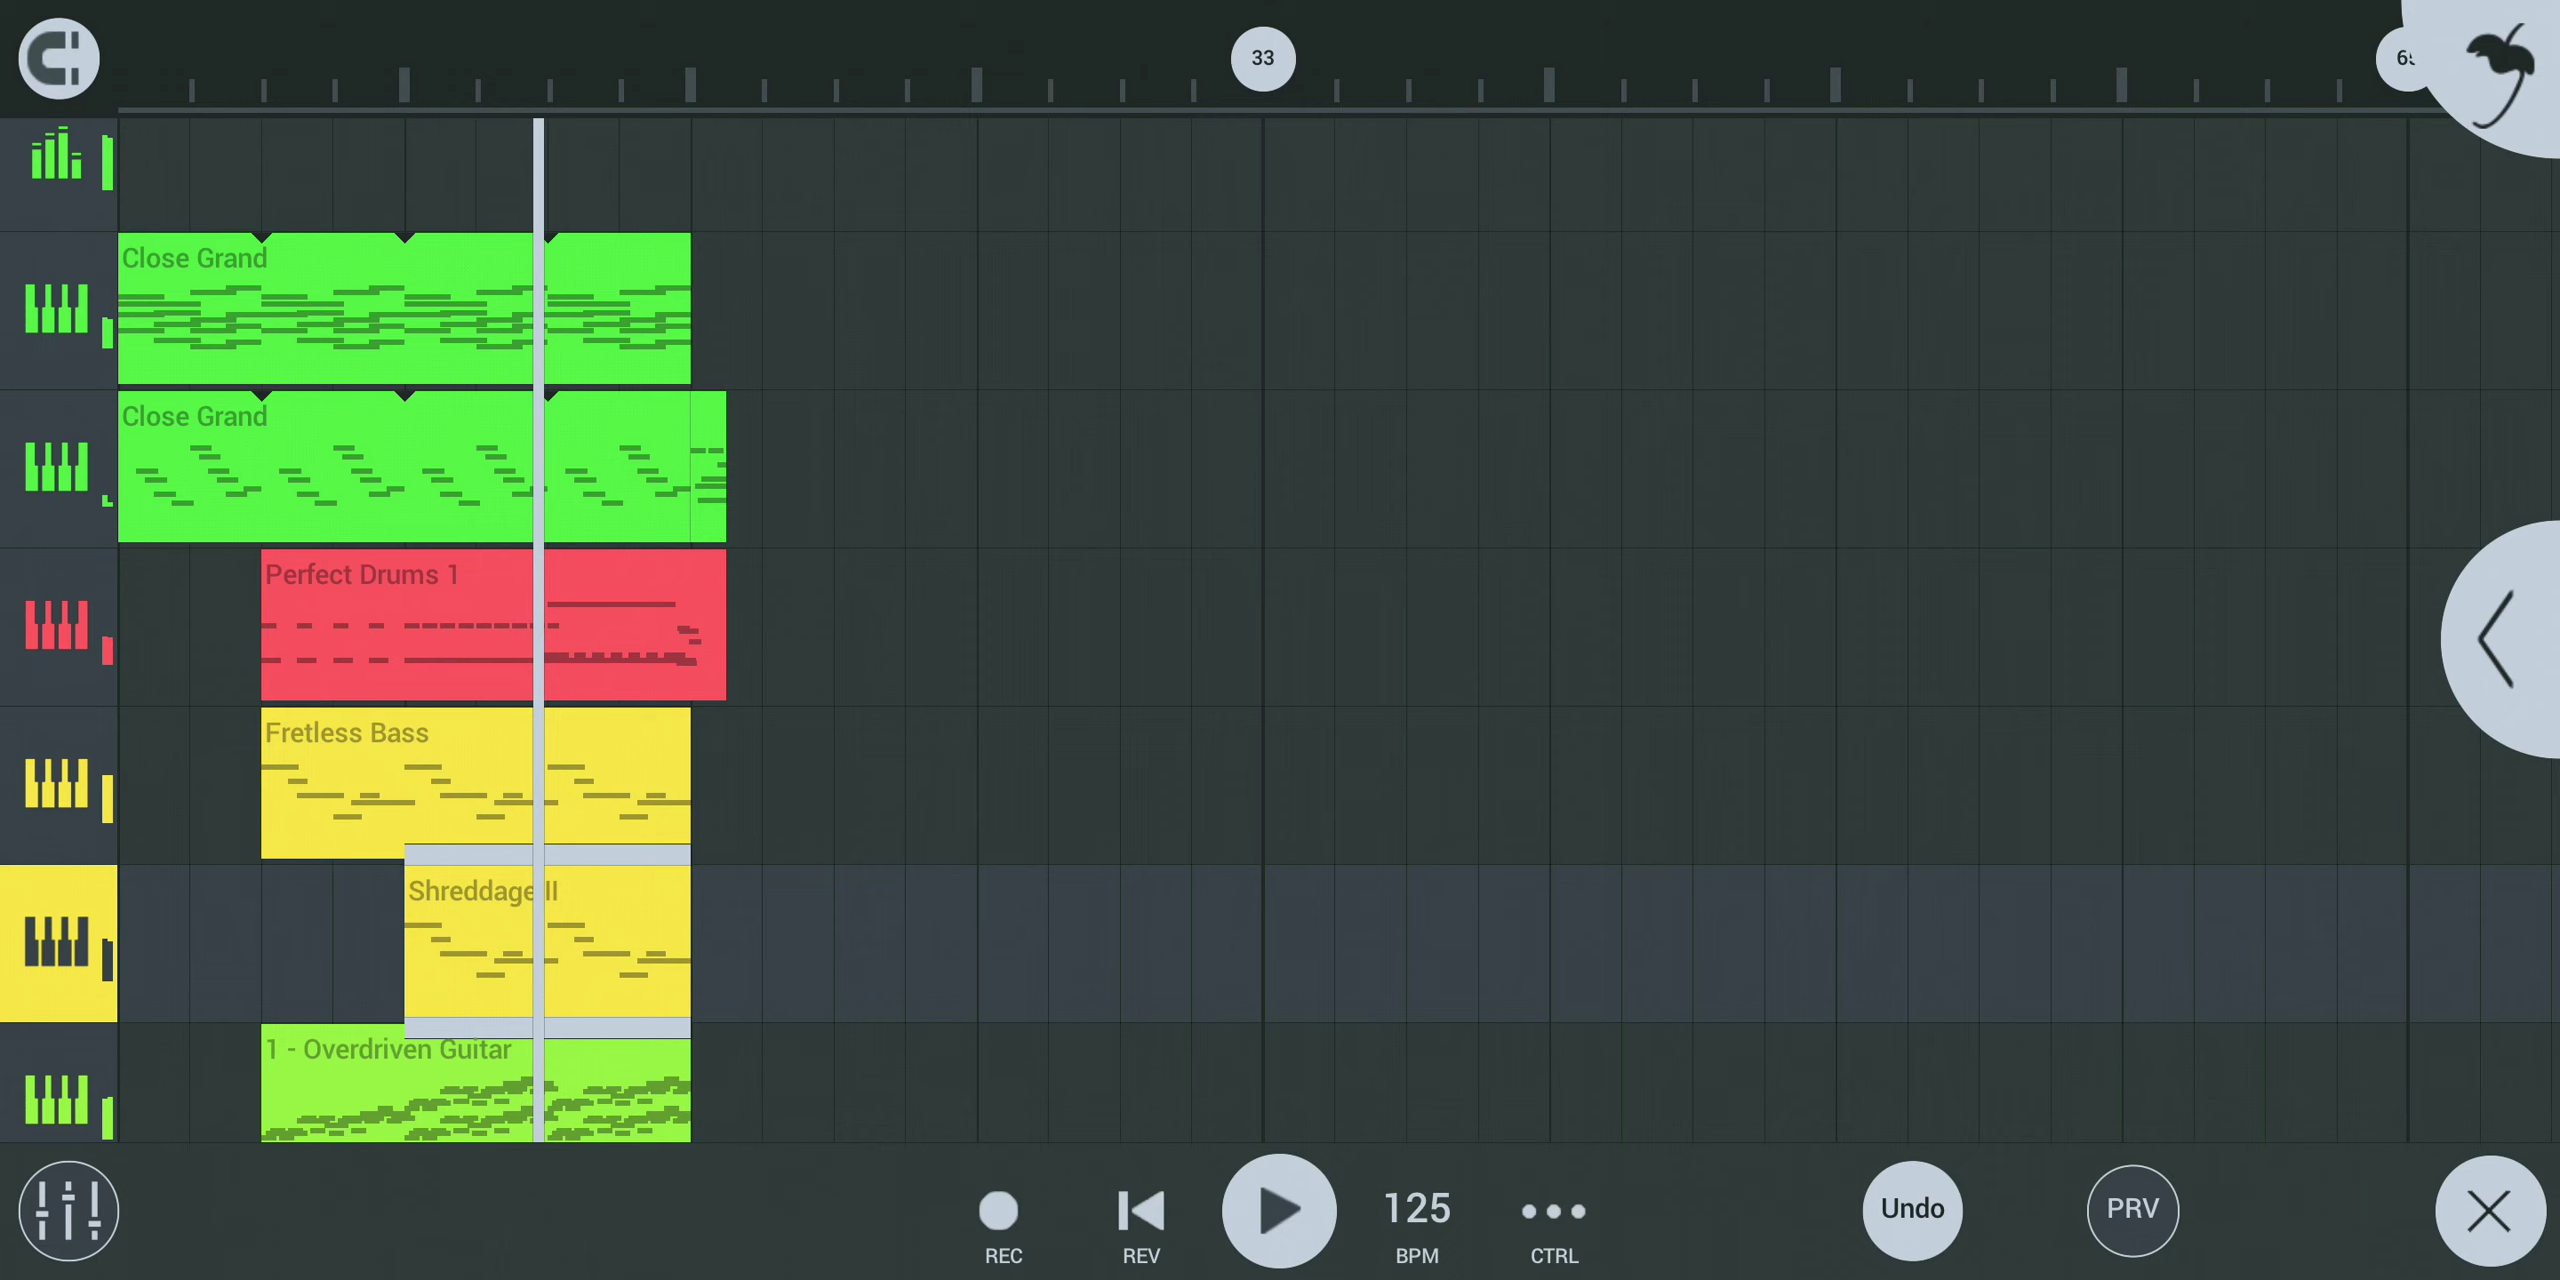 33
Close Grand
Close Grand
Perfect Drums 1
Fretless Bass
Shreddage II
1 - Overdriven Guitar
125
Undo
PRV
REC
REV
BPM
CTRL